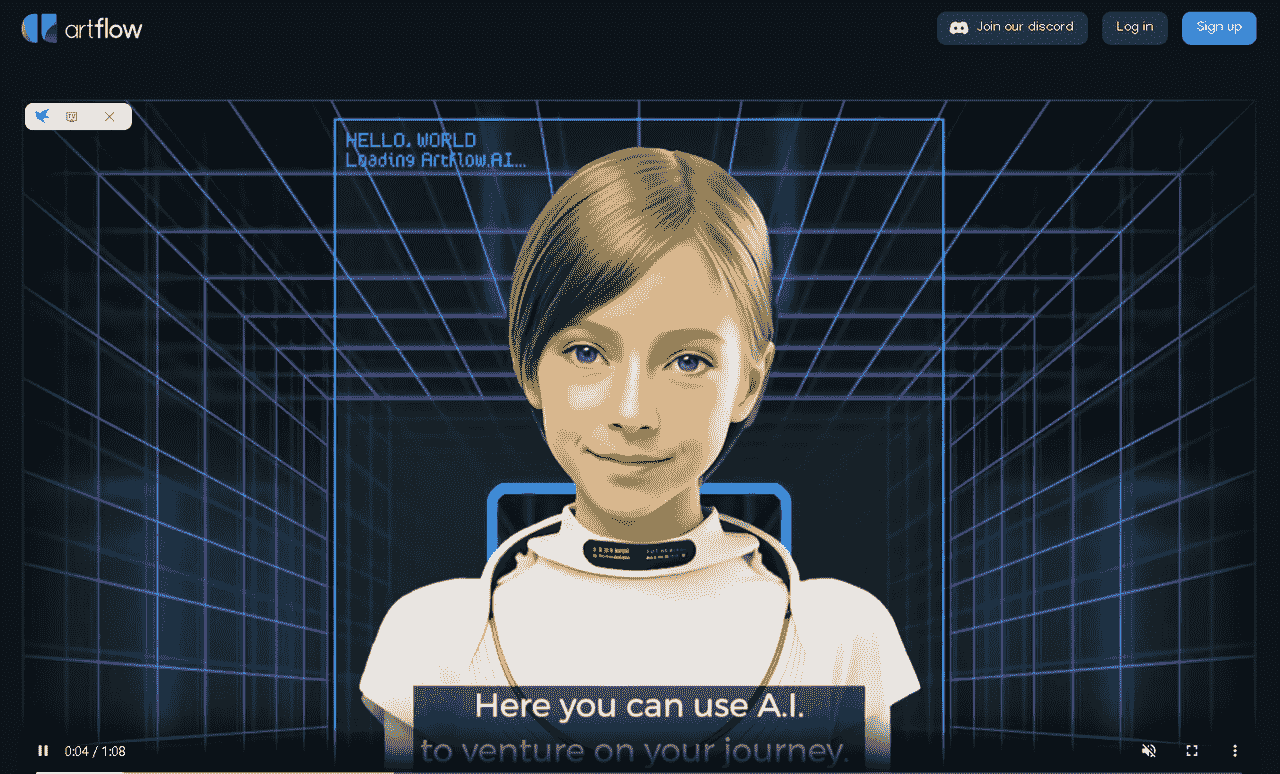 artflow
Join our discord
Log in
Sign up
HELLO, WORLD
Loading Artflow.AI...
Here you can use A.I.
to venture on your journey.
0:04 / 1:08